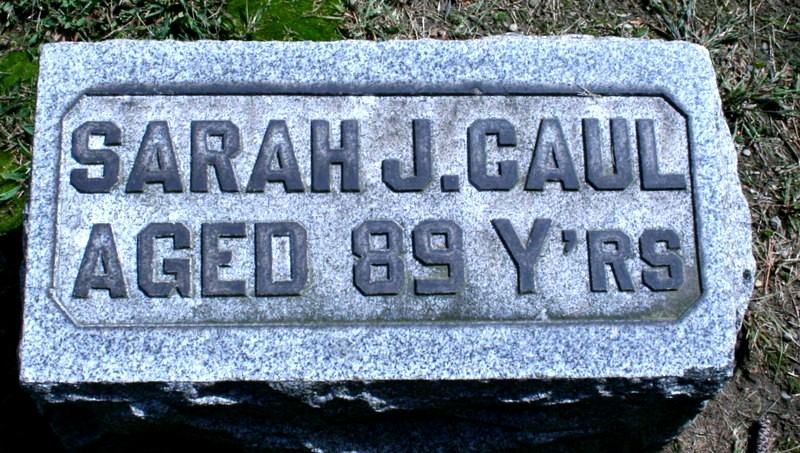 SARAH J. CAUL
AGED 89 Y'RS